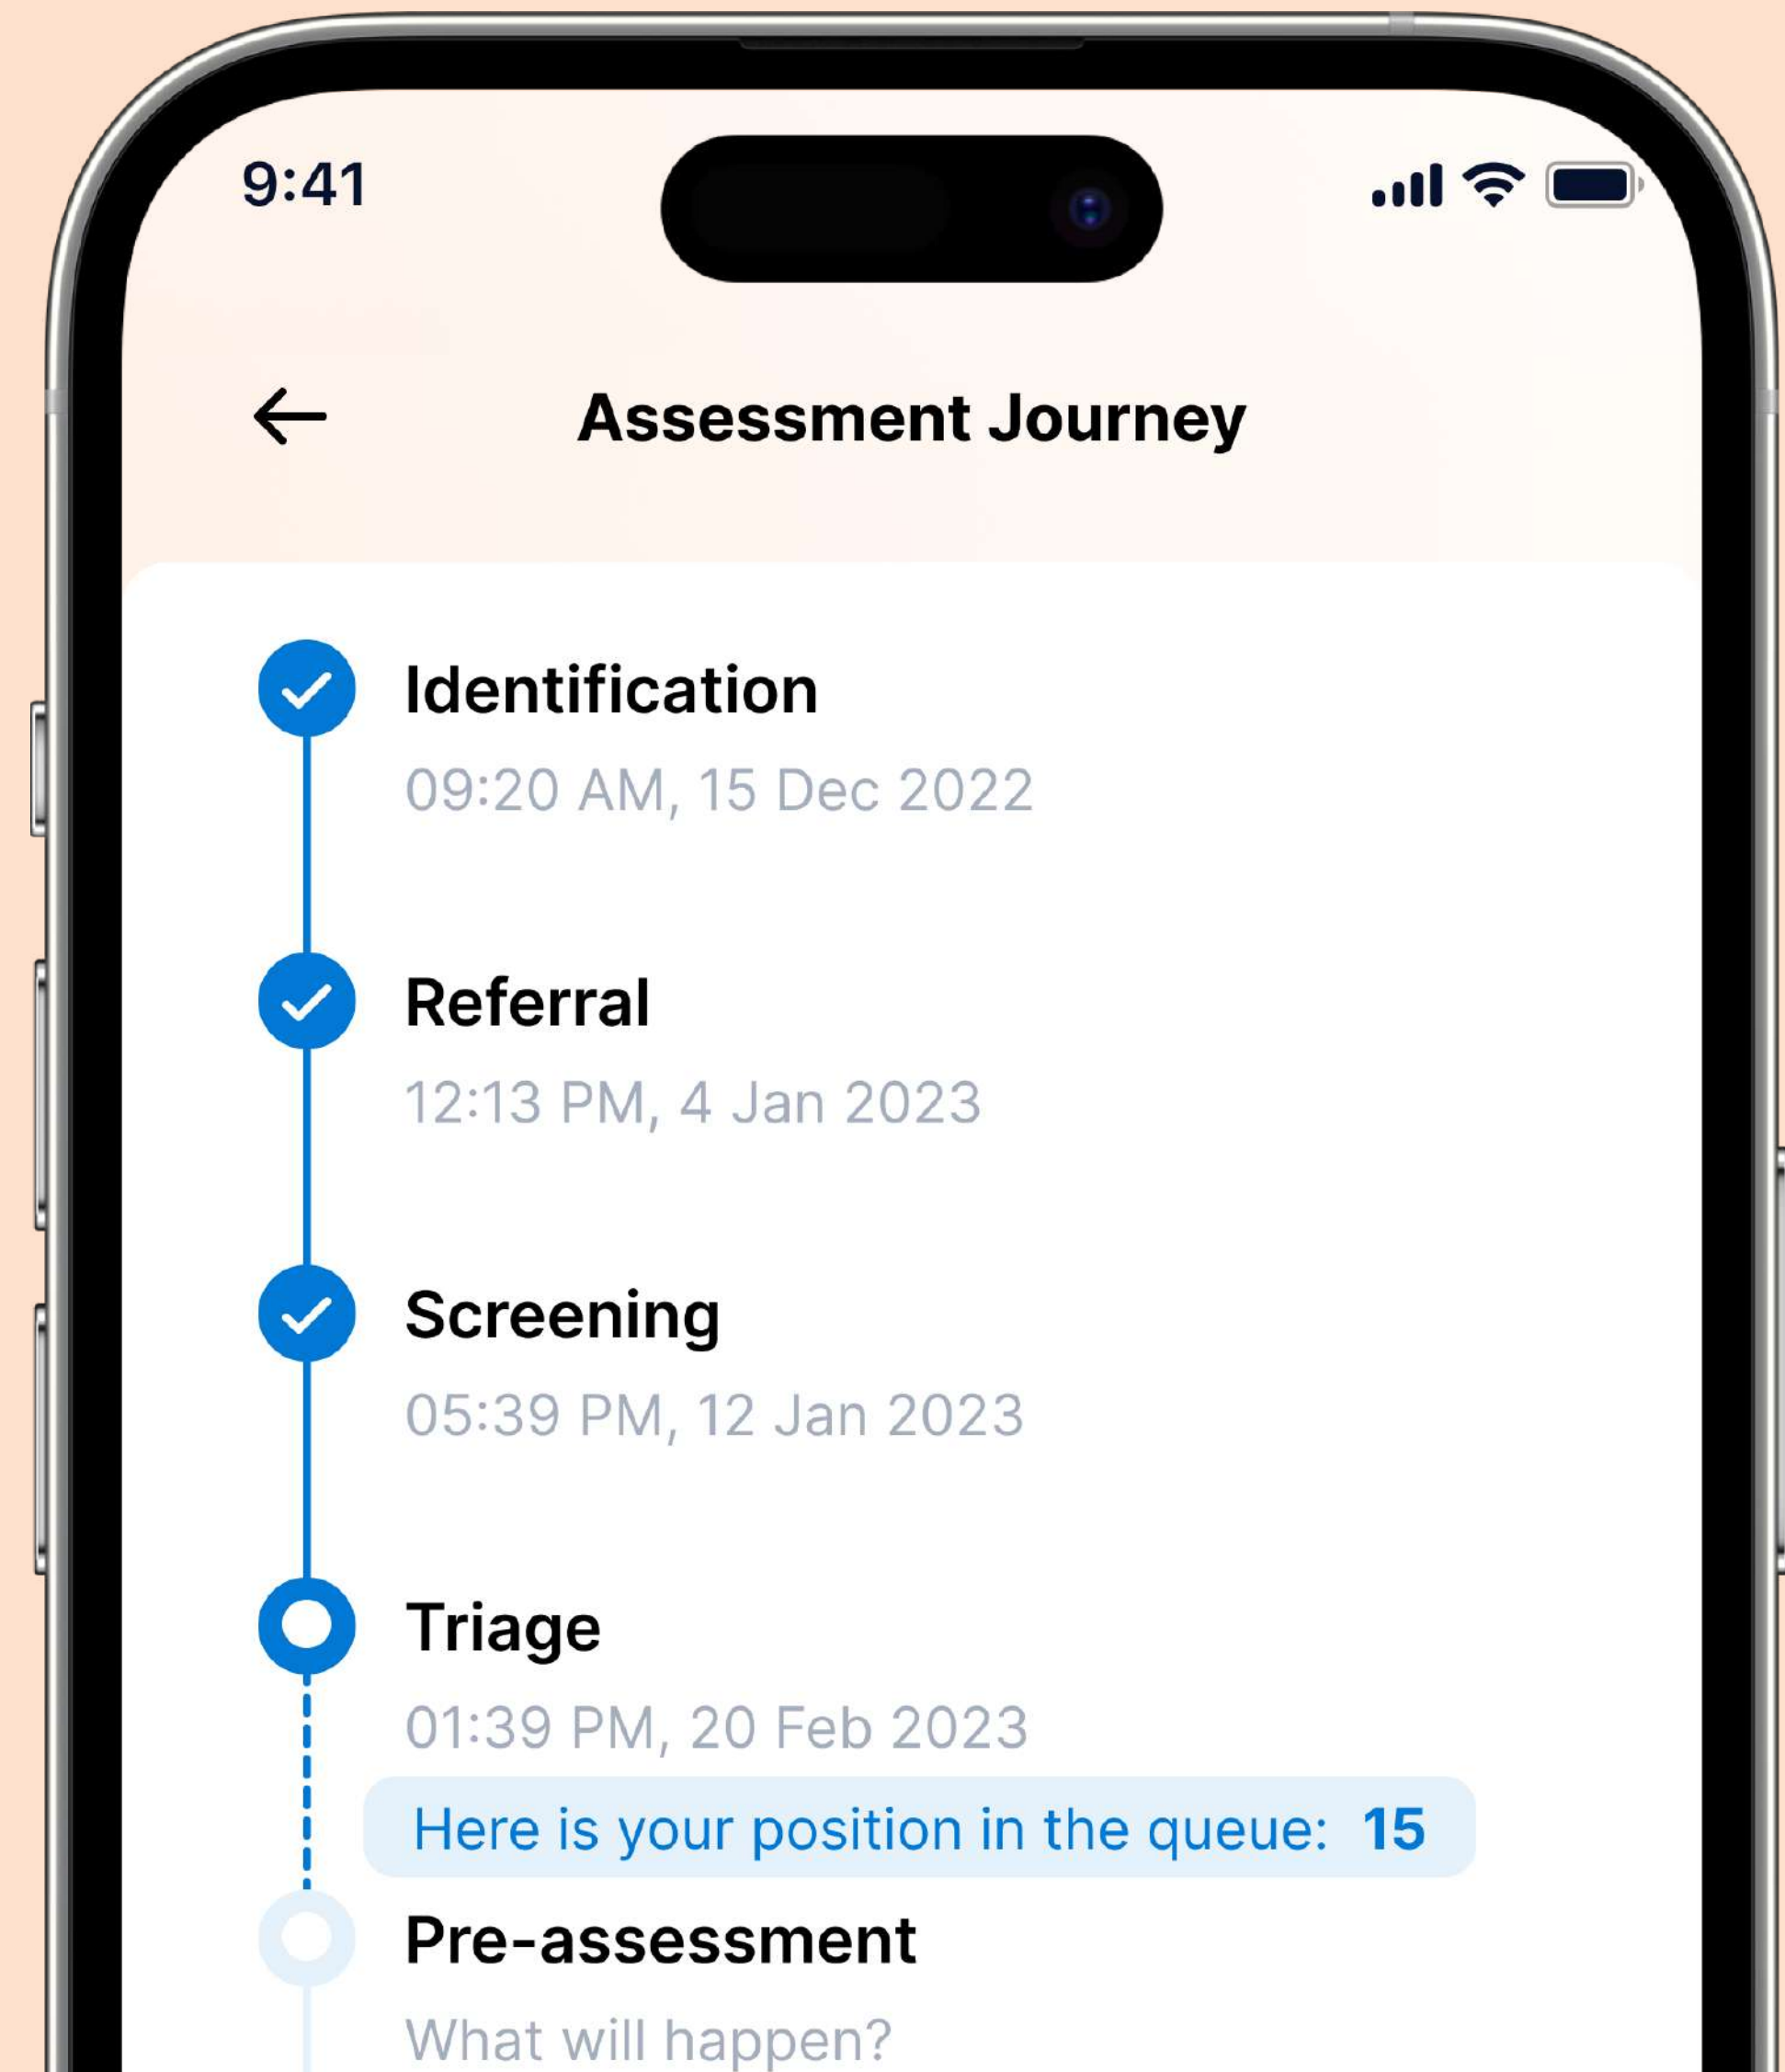 9:41
Assessment Journey
Identification
09:20 AM, 15 Dec 2022
Referral
12:13 PM, 4 Jan 2023
Screening
05:39 PM, 12 Jan 2023
Triage
01:39 PM, 20 Feb 2023
Here is your position in the queue: 15
Pre-assessment
What will happen?